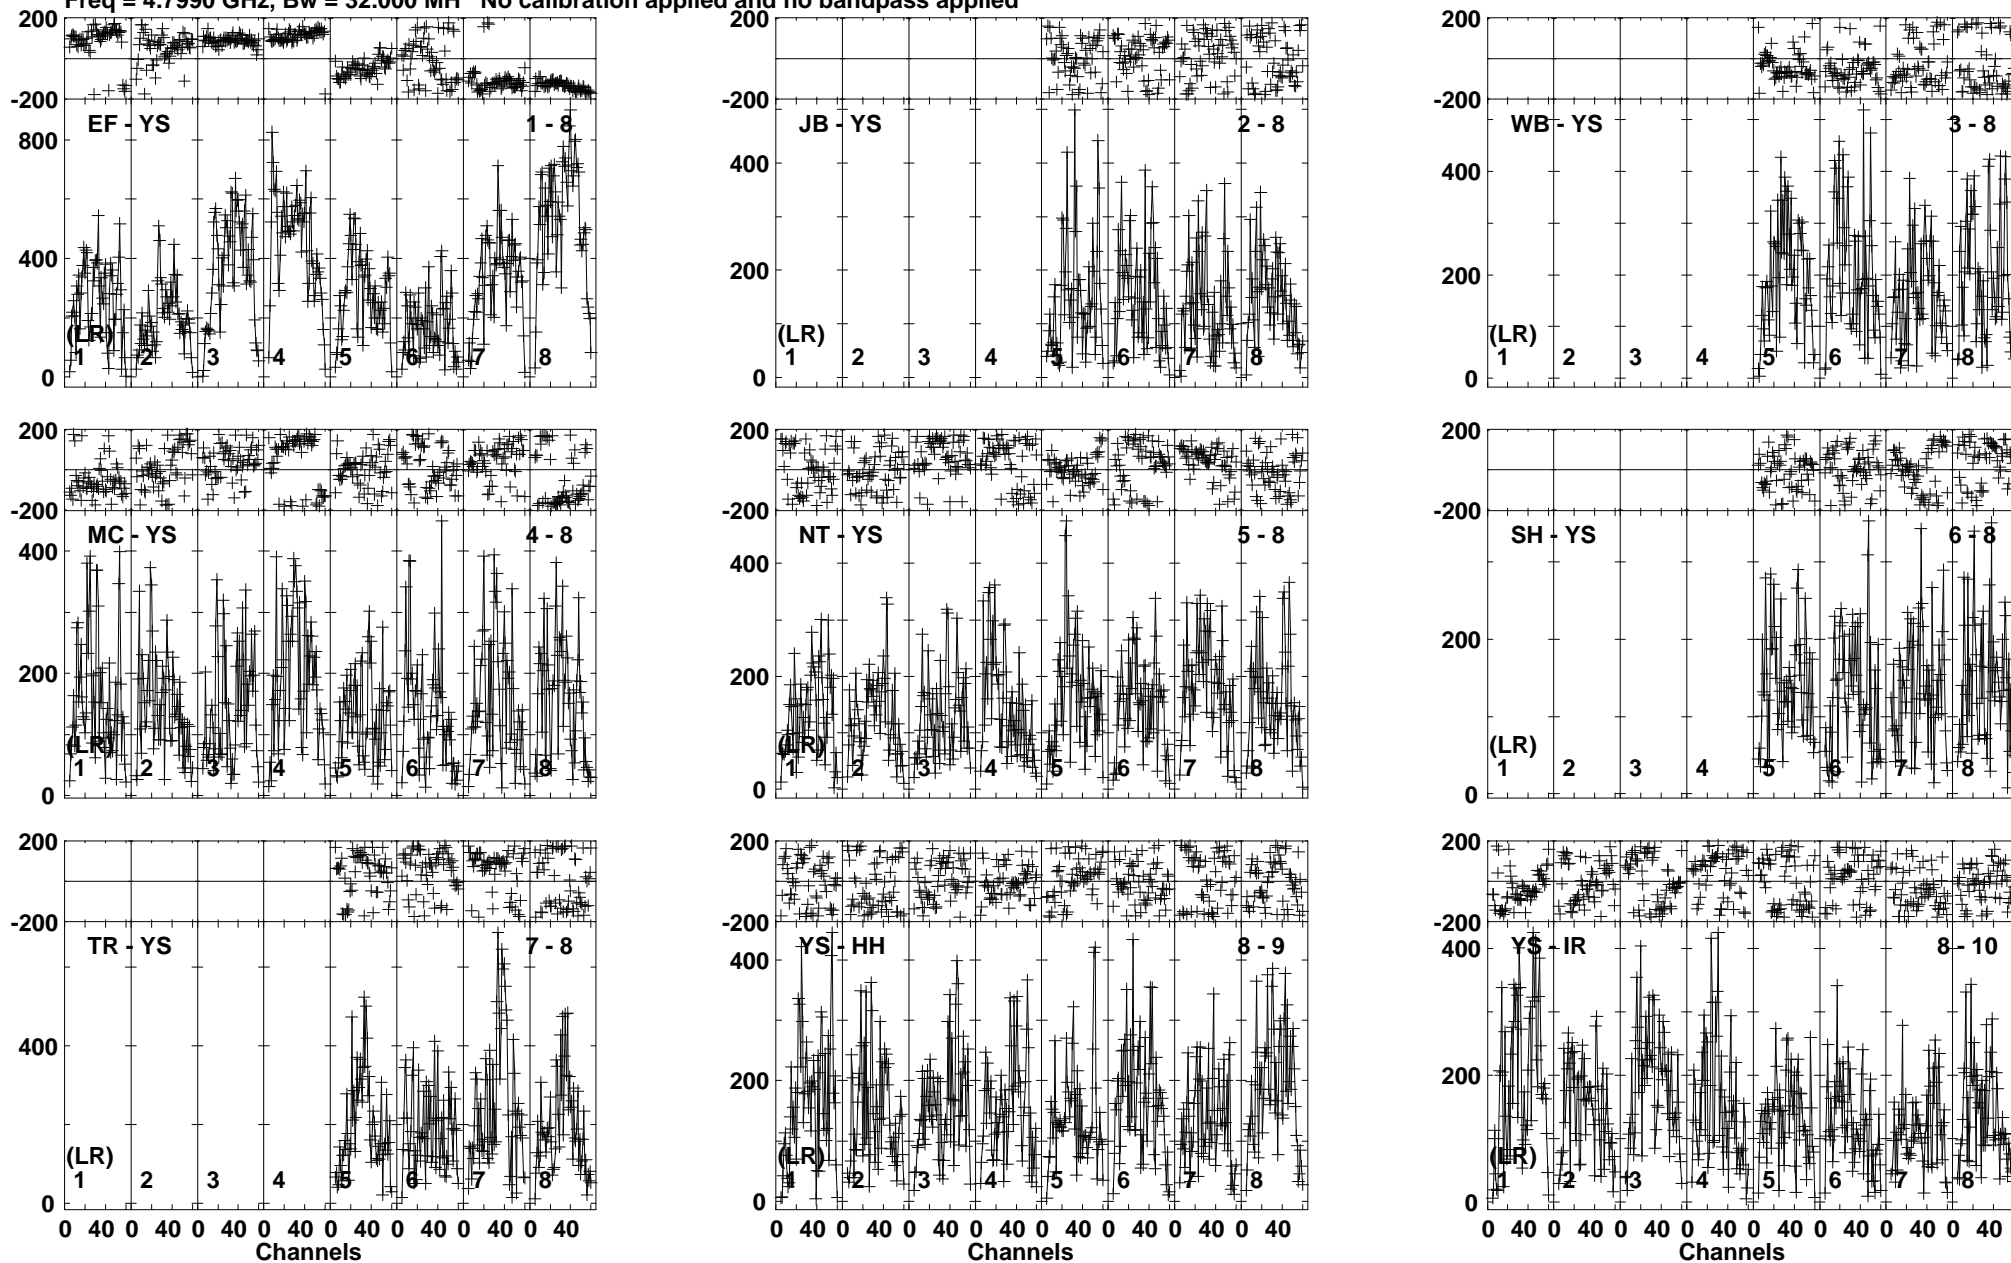 Freq = 4.7990 GHz, Bw = 32.000 MH No calibration applied and no bandpass applied
200
-200
EF - YS 1 - 8
800
400
(LR)
1 2 3 4 5 6 7 8
0
200
-200
JB - YS 2 - 8
400
200
(LR)
1 2 3 4 5 6 7 8
0
200
-200
WB - YS 3 - 8
400
200
(LR)
1 2 3 4 5 6 7 8
0
200
-200
MC - YS 4 - 8
400
200
(LR)
1 2 3 4 5 6 7 8
0
200
-200
NT - YS 5 - 8
400
200
(LR)
1 2 3 4 5 6 7 8
0
200
-200
SH - YS 6 - 8
200
(LR)
1 2 3 4 5 6 7 8
0
200
-200
TR - YS 7 - 8
400
(LR)
1 2 3 4 5 6 7 8
0
0 40 0 40 0 40 0 40 0 40 0 40 0 40 0 40
Channels
200
-200
YS - HH 8 - 9
400
200
(LR)
1 2 3 4 5 6 7 8
0
0 40 0 40 0 40 0 40 0 40 0 40 0 40 0 40
Channels
200
-200
YS - IR 8 - 10
400
200
(LR)
1 2 3 4 5 6 7 8
0
0 40 0 40 0 40 0 40 0 40 0 40 0 40 0 40
Channels